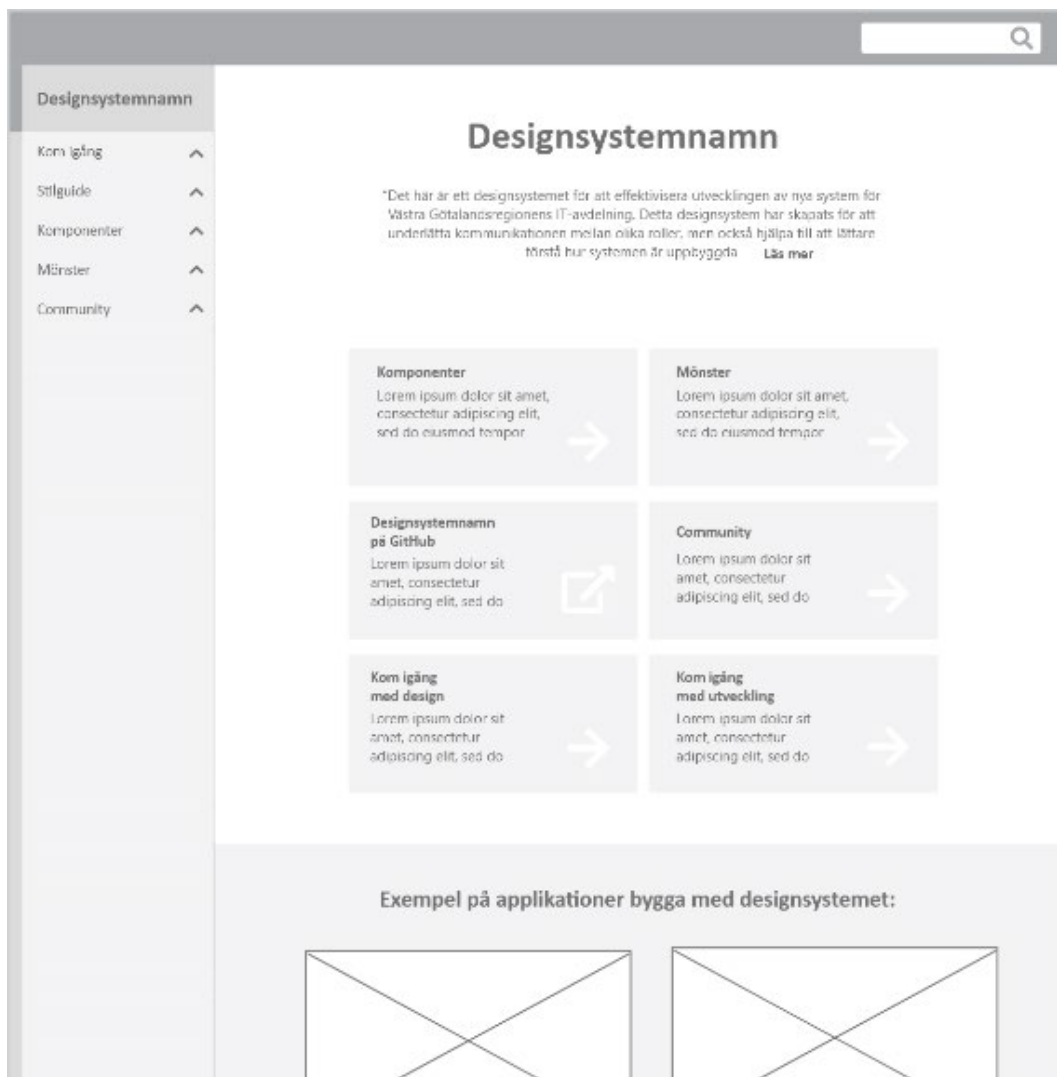 Designsystemnamn
Kom igång
Stilguide
Komponenter
Mönster
Community
Designsystemnamn
"Det här är ett designsystemet för att effektivisera utvecklingen av nya system för
Västra Götalandsregionens IT-avdelning. Detta designsystem har skapats för att
underlätta kommunikationen mellan olika roller, men också hjälpa till att lättare
förstå hur systemen är uppbyggda Läs mer
Komponenter
Lorem ipsum dolor sit amet,
consectetur adipiscing elit,
sed do eiusmod tempor
Mönster
Lorem ipsum dolor sit amet,
consectetur adipiscing elit,
sed do eiusmod tempor
Designsystemnamn
på GitHub
Lorem ipsum dolor sit
amet, consectetur
adipiscing elit, sed do
Community
Lorem ipsum dolor sit
amet, consectetur
adipiscing elit, sed do
Kom igång
med design
Lorem ipsum dolor sit
amet, consectetur
adipiscing elit, sed do
Kom igång
med utveckling
Lorem ipsum dolor sit
amet, consectetur
adipiscing elit, sed do
Exempel på applikationer bygga med designsystemet: